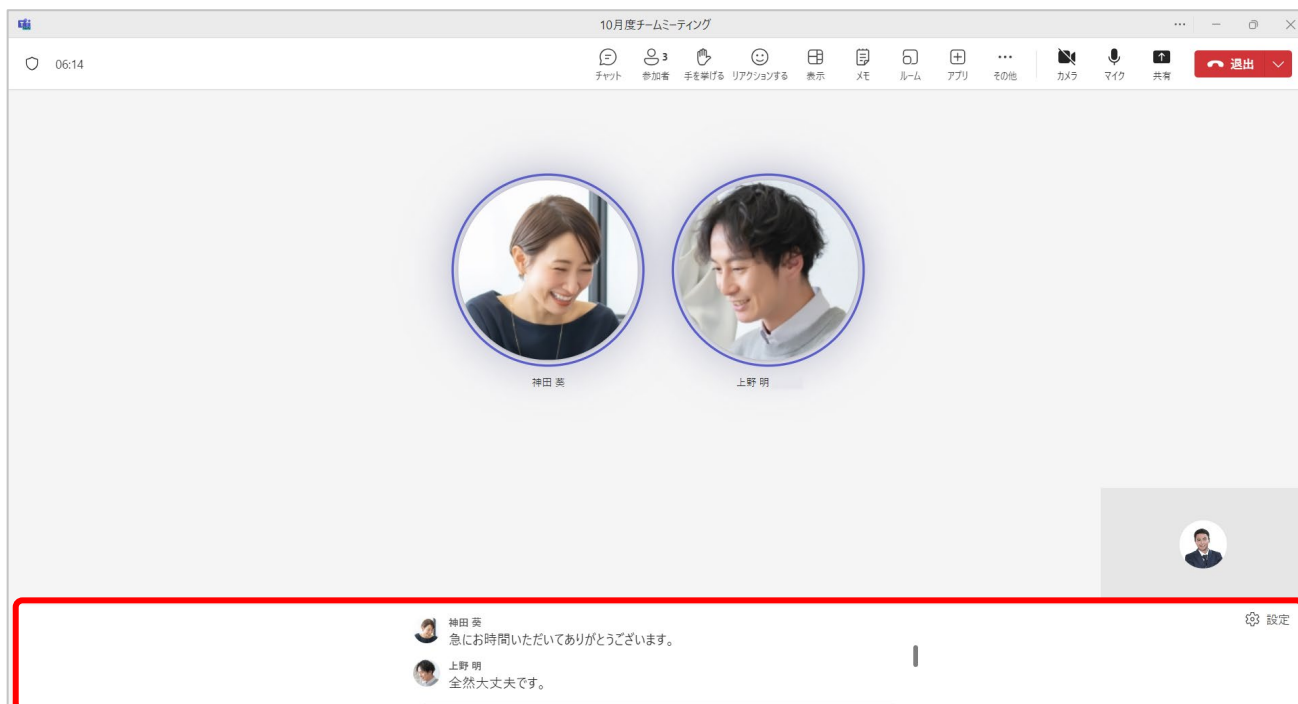 10月度チームミーティング
06:14
チャット
参加者 3
手を挙げる
リアクションする
表示
メモ
ルーム
アプリ
その他
カメラ
マイク
共有
退出
神田 葵
上野 明
設定
神田 葵
急にお時間いただいてありがとうございます。
上野 明
全然大丈夫です。